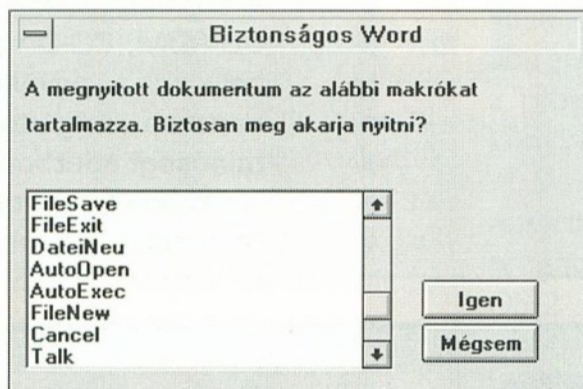 Biztonságos Word
A megnyitott dokumentum az alábbi makrókat
tartalmazza. Biztosan meg akarja nyitni?
FileSave
FileExit
DateiNeu
AutoOpen
AutoExec
FileNew
Cancel
Talk
Igen
Mégsem